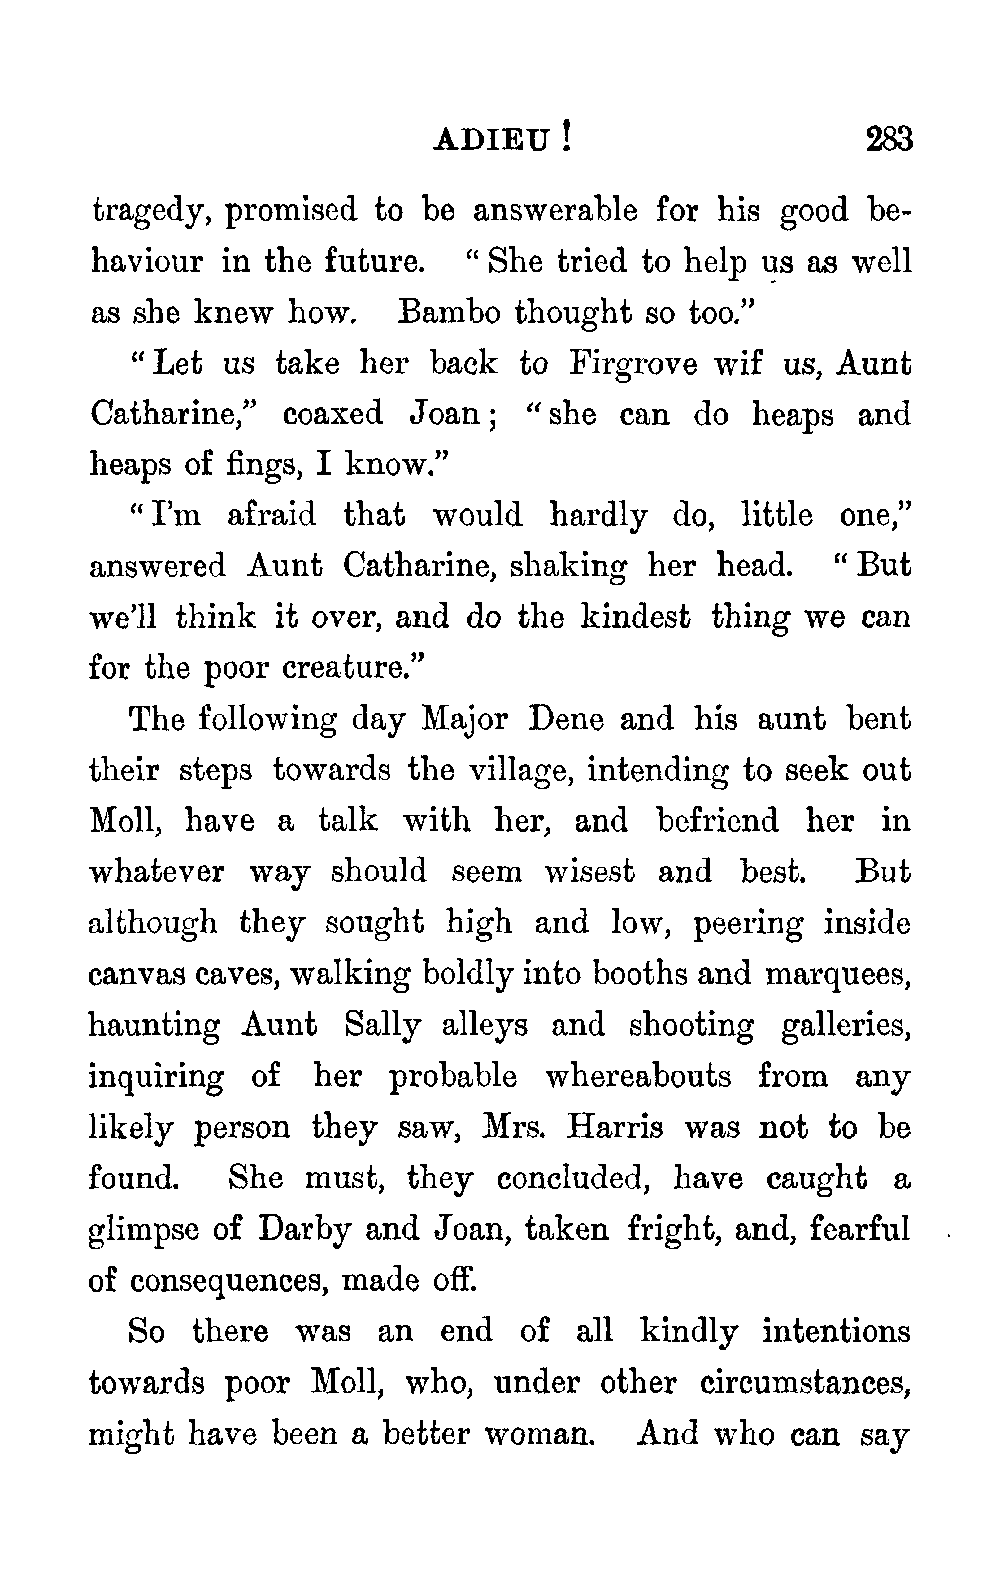 ADIEU! 283
tragedy, promised to be answerable for his good be-
haviour in the future. “She tried to help us as well
as she knew how. Bambo thought so too.”
“Let us take her back to Firgrove wif us, Aunt
Catharine,” coaxed Joan; “she can do heaps and
heaps of fings, I know.”
“I’m afraid that would hardly do, little one,”
answered Aunt Catharine, shaking her head. “But
we’ll think it over, and do the kindest thing we can
for the poor creature.”
The following day Major Dene and his aunt bent
their steps towards the village, intending to seek out
Moll, have a talk with her, and befriend her in
whatever way should seem wisest and best. But
although they sought high and low, peering inside
canvas caves, walking boldly into booths and marquees,
haunting Aunt Sally alleys and shooting galleries,
inquiring of her probable whereabouts from any
likely person they saw, Mrs. Harris was not to be
found. She must, they concluded, have caught a
glimpse of Darby and Joan, taken fright, and, fearful
of consequences, made off.
So there was an end of all kindly intentions
towards poor Moll, who, under other circumstances,
might have been a better woman. And who can say